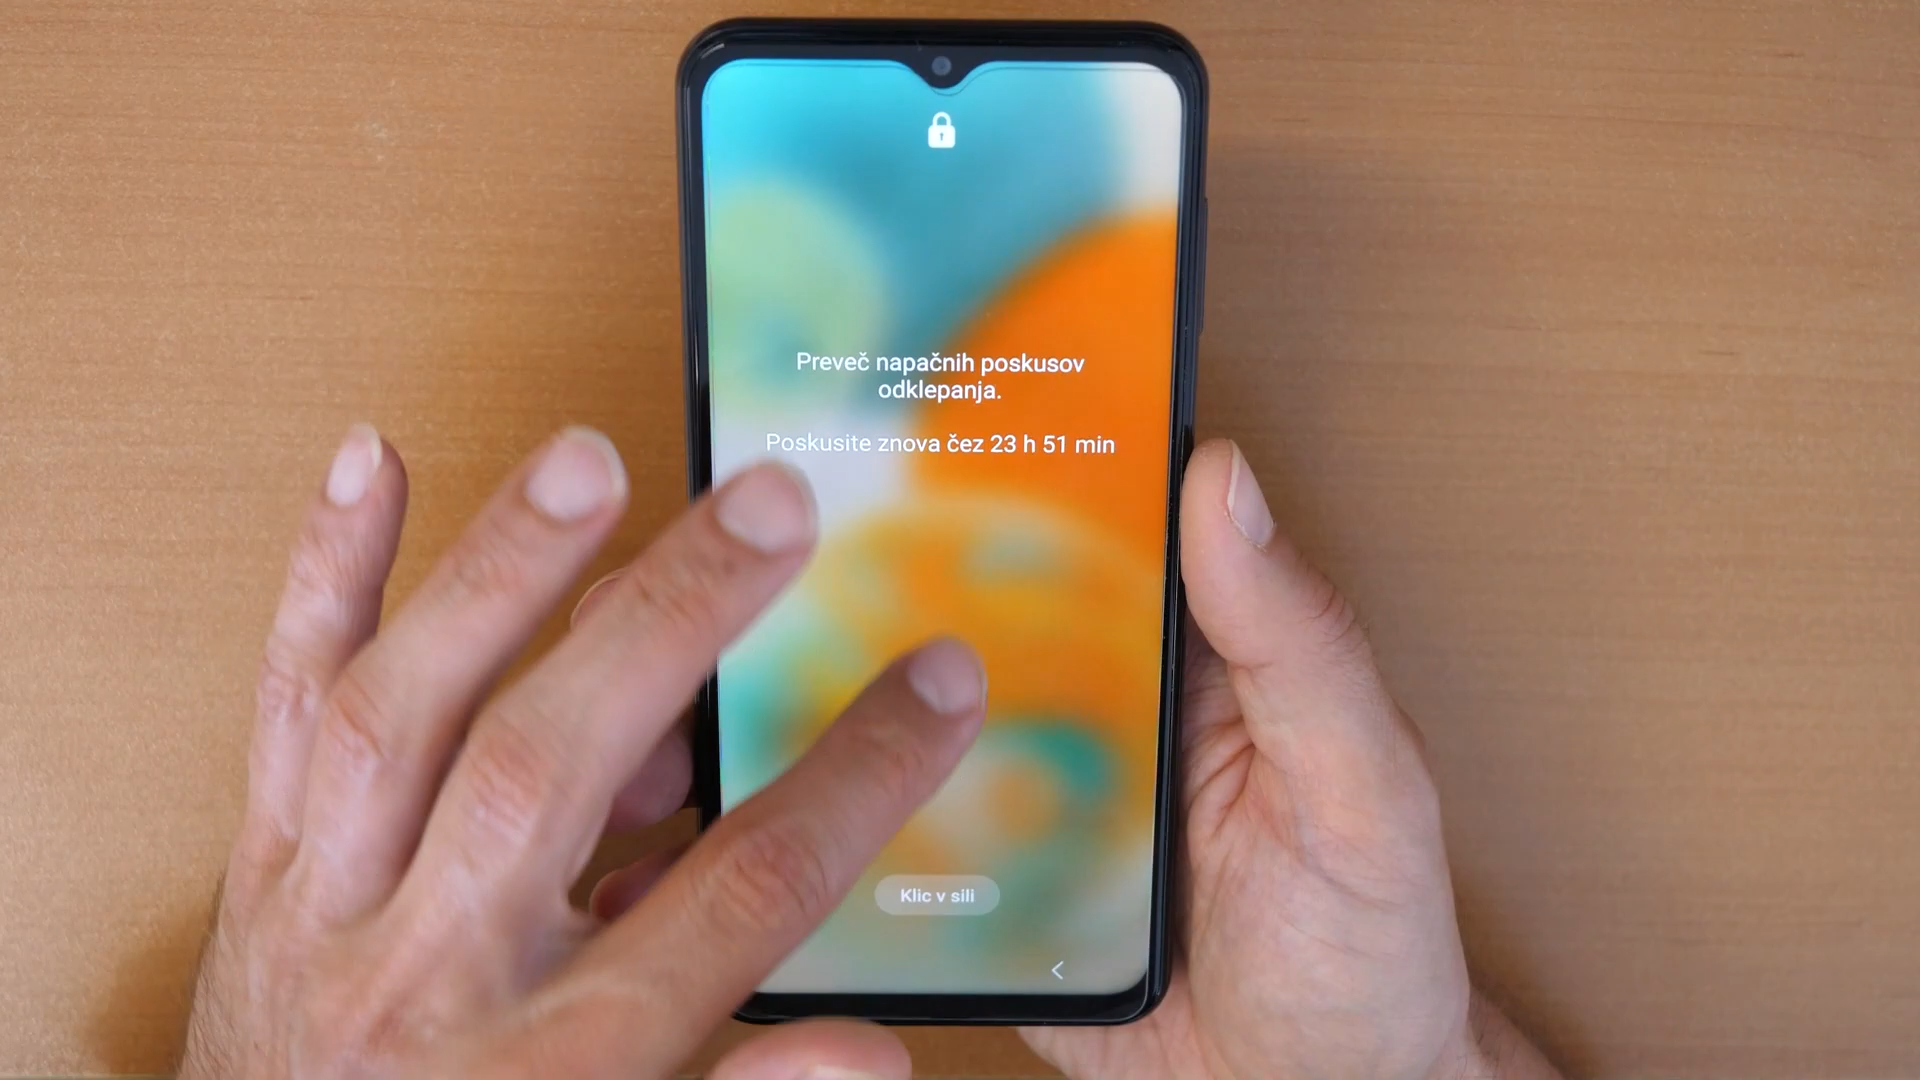 Preveč napačnih poskusov
odklepanja.
Poskusite znova čez 23 h 51 min
Klic v sili